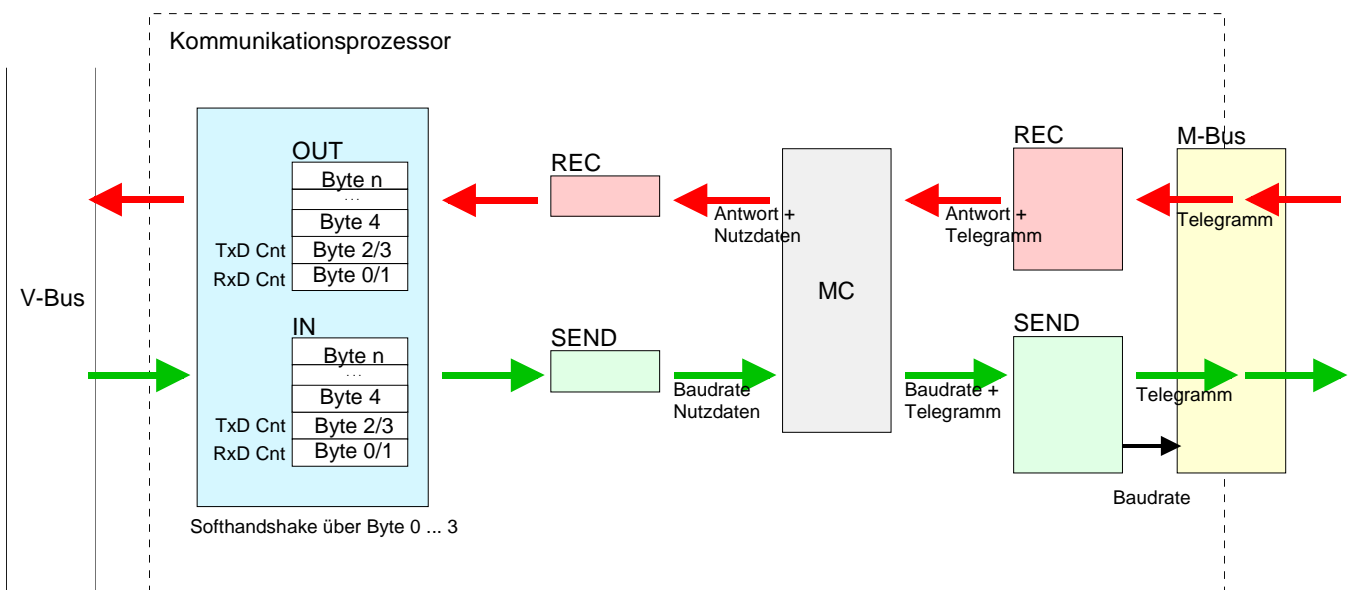 Kommunikationsprozessor
V-Bus
OUT
Byte n
...
Byte 4
TxD Cnt Byte 2/3
RxD Cnt Byte 0/1
IN
Byte n
...
Byte 4
TxD Cnt Byte 2/3
RxD Cnt Byte 0/1
Softhandshake über Byte 0 ... 3
REC
Antwort +
Nutzdaten
SEND
Baudrate
Nutzdaten
MC
Antwort +
Telegramm
Baudrate +
Telegramm
REC
SEND
M-Bus
Telegramm
Telegramm
Baudrate